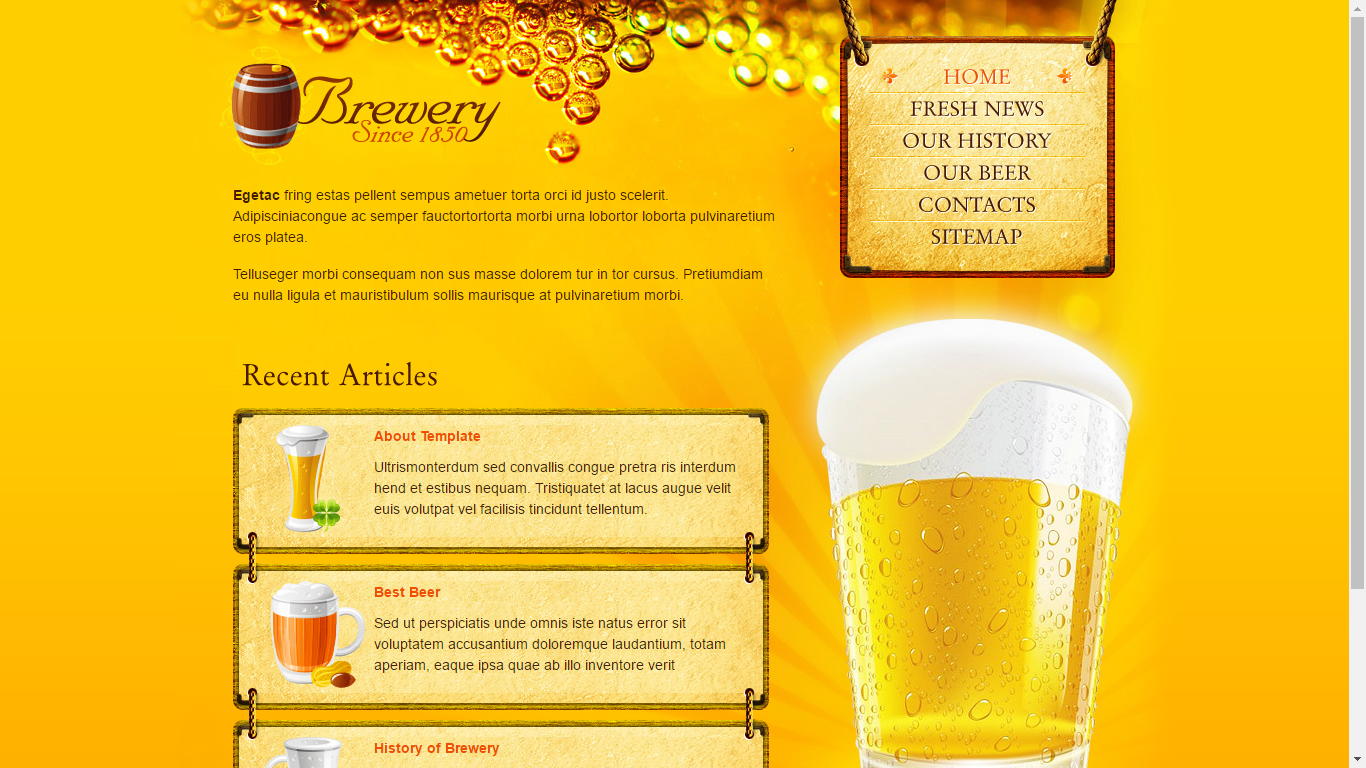 Brewery
Since 1850
HOME
FRESH NEWS
OUR HISTORY
OUR BEER
CONTACTS
SITEMAP
Egetac fring estas pellent sempus ametuer torta orci id justo scelerit.
Adipisciniacongue ac semper fauctortortorta morbi urna lobortor loborta pulvinaretium
eros platea.
Telluseger morbi consequam non sus masse dolorem tur in tor cursus. Pretiumdiam
eu nulla ligula et mauristibulum sollis maurisque at pulvinaretium morbi.
Recent Articles
About Template
Ultrismonterdum sed convallis congue pretra ris interdum
hend et estibus nequam. Tristiquatet at lacus augue velit
euis volutpat vel facilisis tincidunt tellentum.
Best Beer
Sed ut perspiciatis unde omnis iste natus error sit
voluptatem accusantium doloremque laudantium, totam
aperiam, eaque ipsa quae ab illo inventore verit
History of Brewery